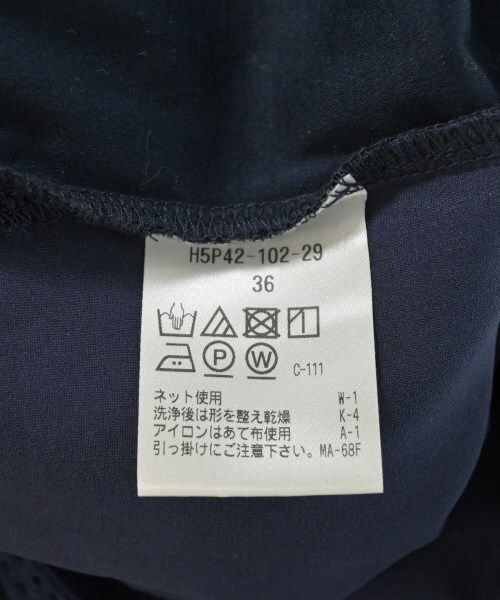 H5P42-102-29
36
P W C-111
ネット使用 W-1
洗浄後は形を整え乾燥 K-4
アイロンはあて布使用 A-1
引っ掛けにご注意下さい。 MA-68F